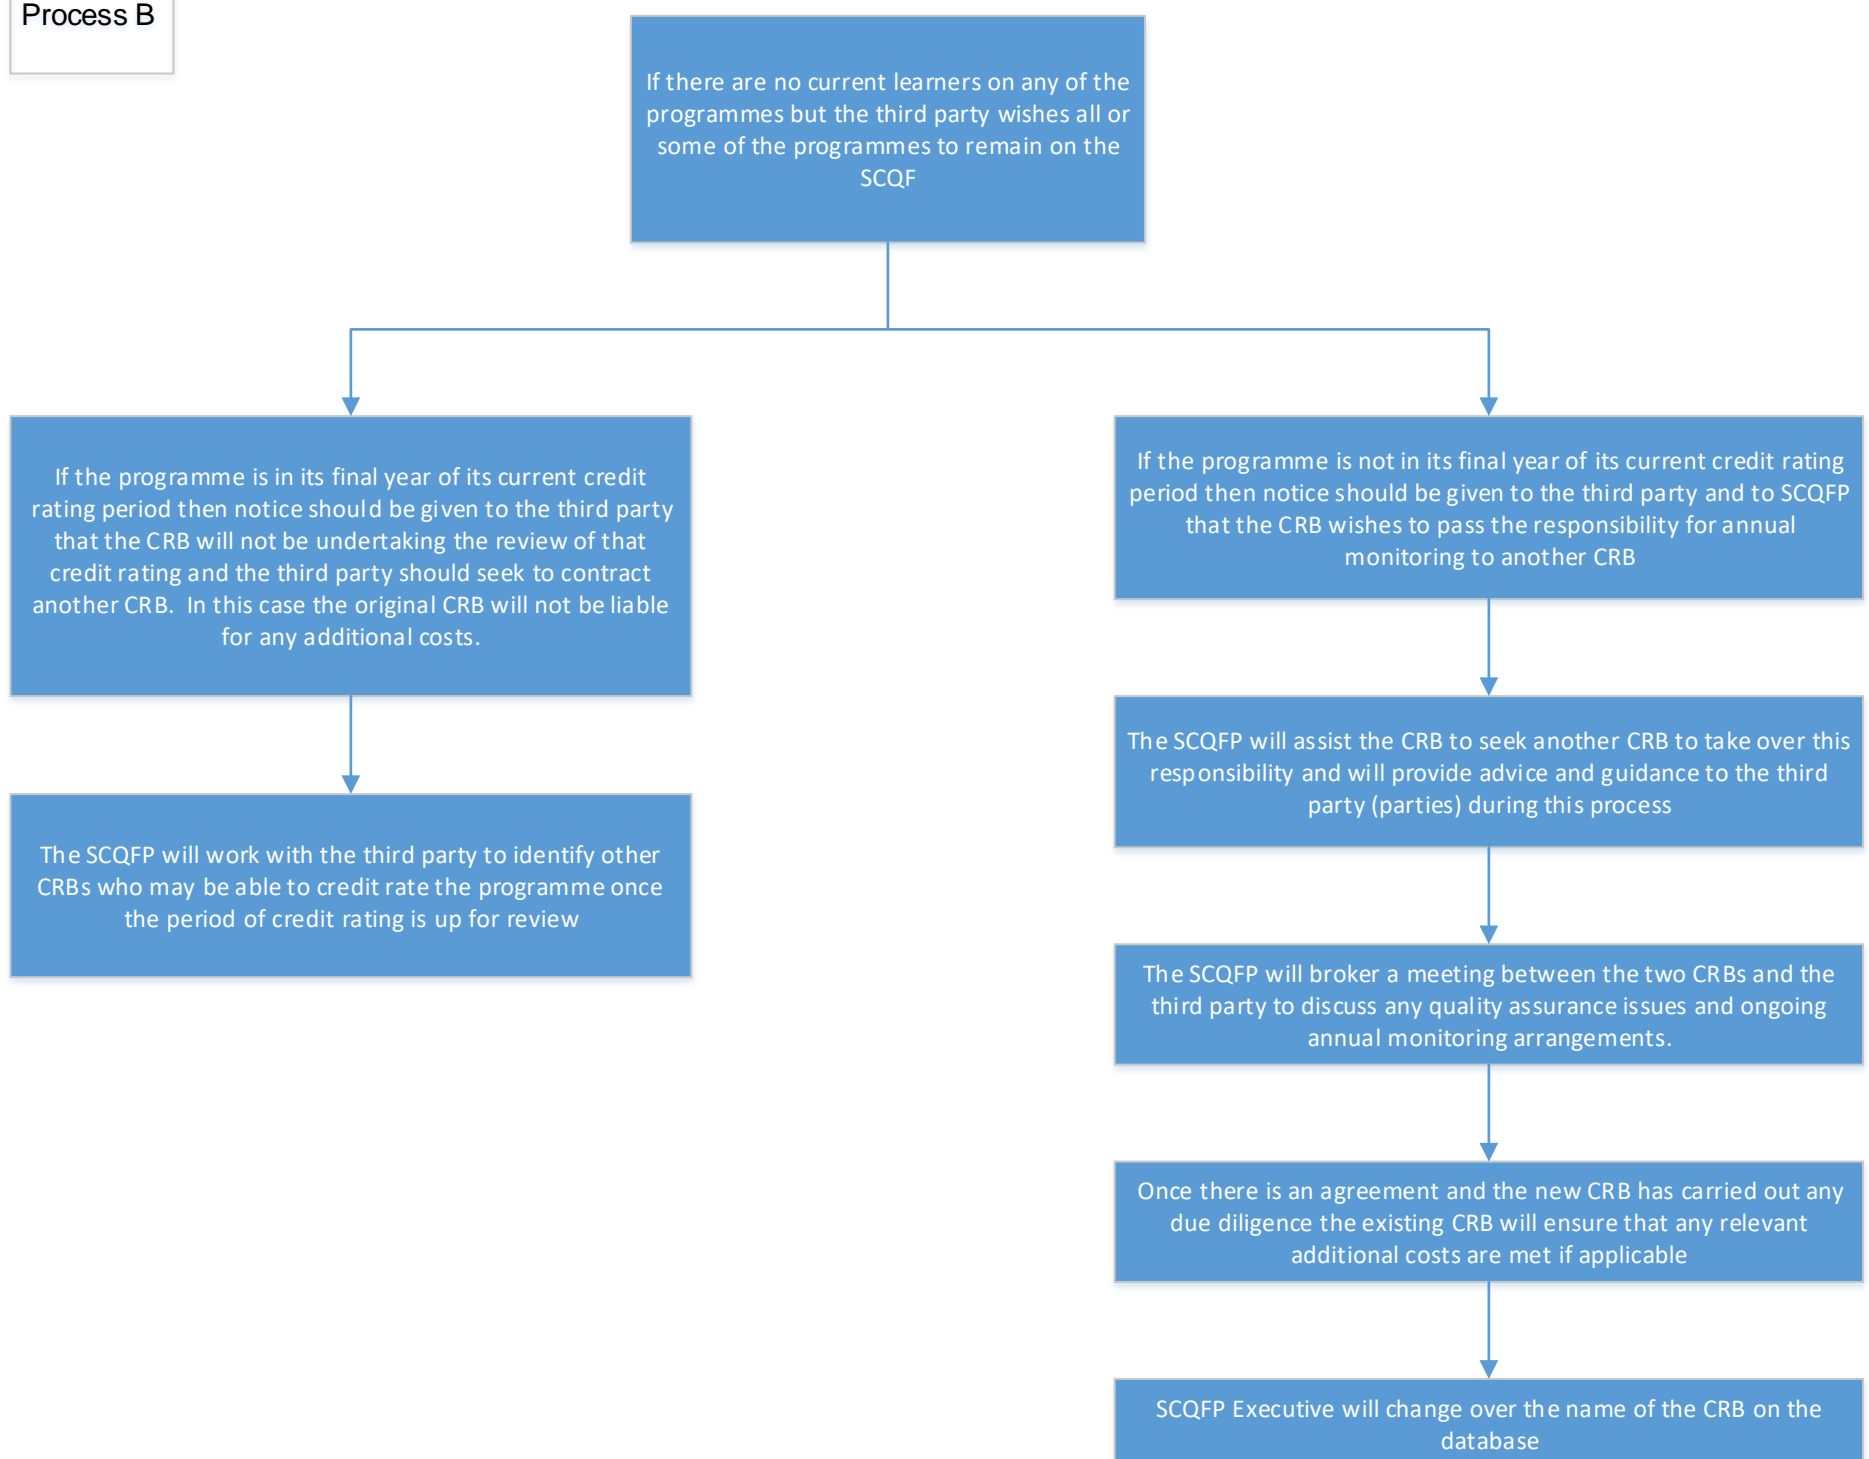 Process B
If there are no current learners on any of the
programmes but the third party wishes all or
some of the programmes to remain on the
SCQF
If the programme is in its final year of its current credit
rating period then notice should be given to the third party
that the CRB will not be undertaking the review of that
credit rating and the third party should seek to contract
another CRB.  In this case the original CRB will not be liable
for any additional costs.
The SCQFP will work with the third party to identify other
CRBs who may be able to credit rate the programme once
the period of credit rating is up for review
If the programme is not in its final year of its current credit rating
period then notice should be given to the third party and to SCQFP
that the CRB wishes to pass the responsibility for annual
monitoring to another CRB
The SCQFP will assist the CRB to seek another CRB to take over this
responsibility and will provide advice and guidance to the third
party (parties) during this process
The SCQFP will broker a meeting between the two CRBs and the
third party to discuss any quality assurance issues and ongoing
annual monitoring arrangements.
Once there is an agreement and the new CRB has carried out any
due diligence the existing CRB will ensure that any relevant
additional costs are met if applicable
SCQFP Executive will change over the name of the CRB on the
database